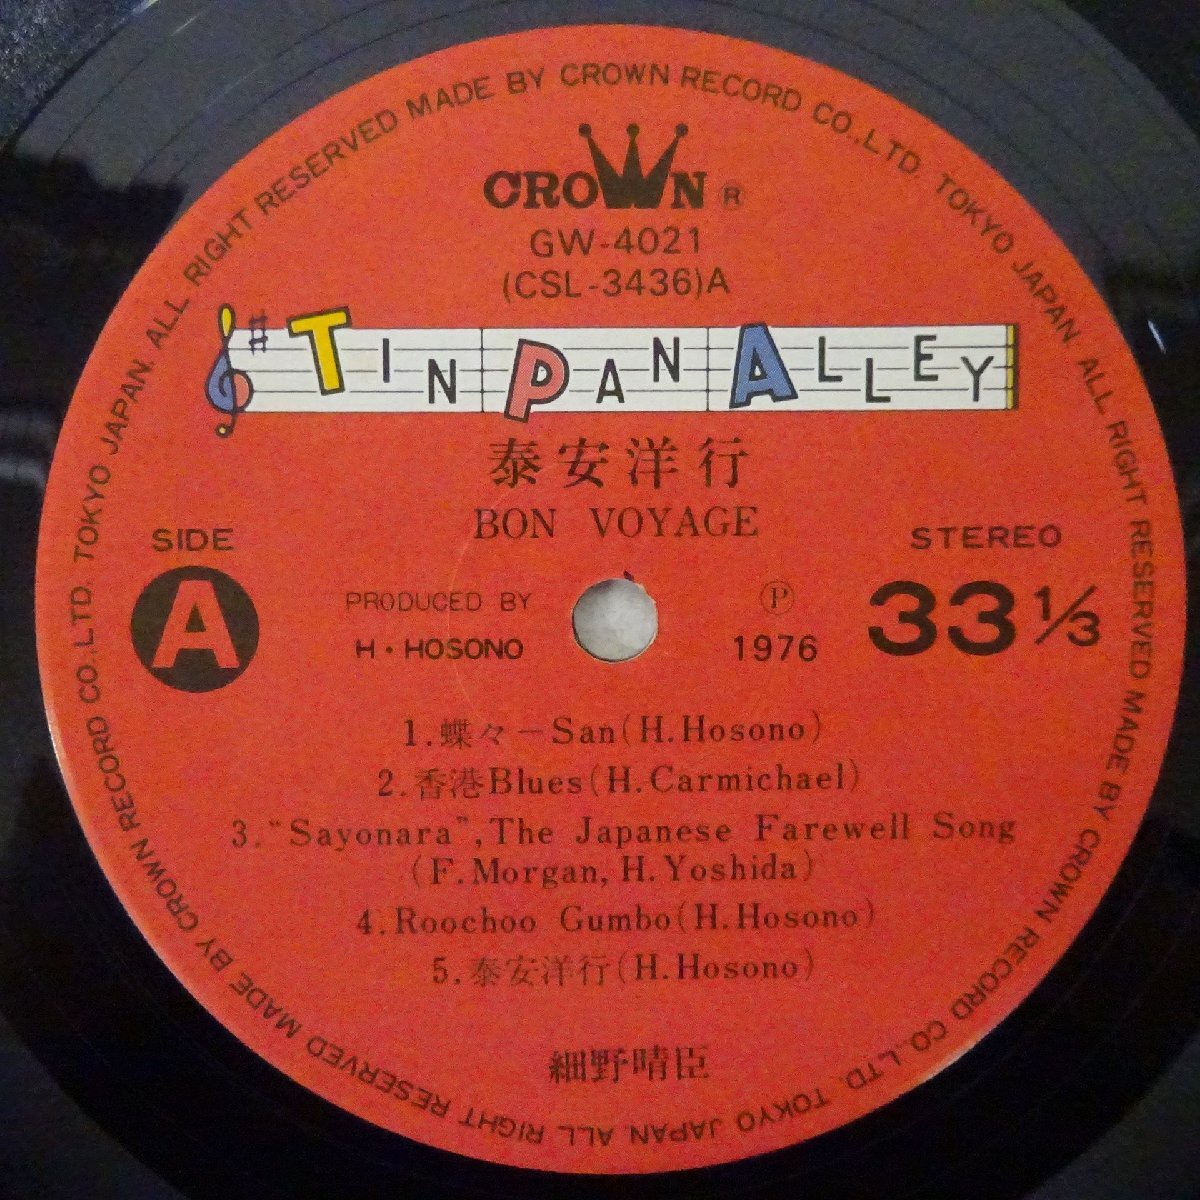 MADE BY CROWN RECORD CO.,LTD. TOKYO JAPAN. ALL RIGHT RESERVED MADE BY CROWN RECORD CO.,LTD. TOKYO JAPAN. ALL RIGHT RESERVED MADE BY CROWN RECORD CO.,LTD. TOKYO JAPAN. ALL RIGHT RESERVED
CROWN R
GW-4021
(CSL-3436)A
TIN PAN ALLEY
泰安洋行
BON VOYAGE
SIDE
A
PRODUCED BY
H・HOSONO
Ⓟ
1976
STEREO
33 1/3
1.蝶々－San(H.Hosono)
2.香港Blues(H.Carmichael)
3."Sayonara",The Japanese Farewell Song
(F.Morgan,H.Yoshida)
4.Roochoo Gumbo(H.Hosono)
5.泰安洋行(H.Hosono)
細野晴臣